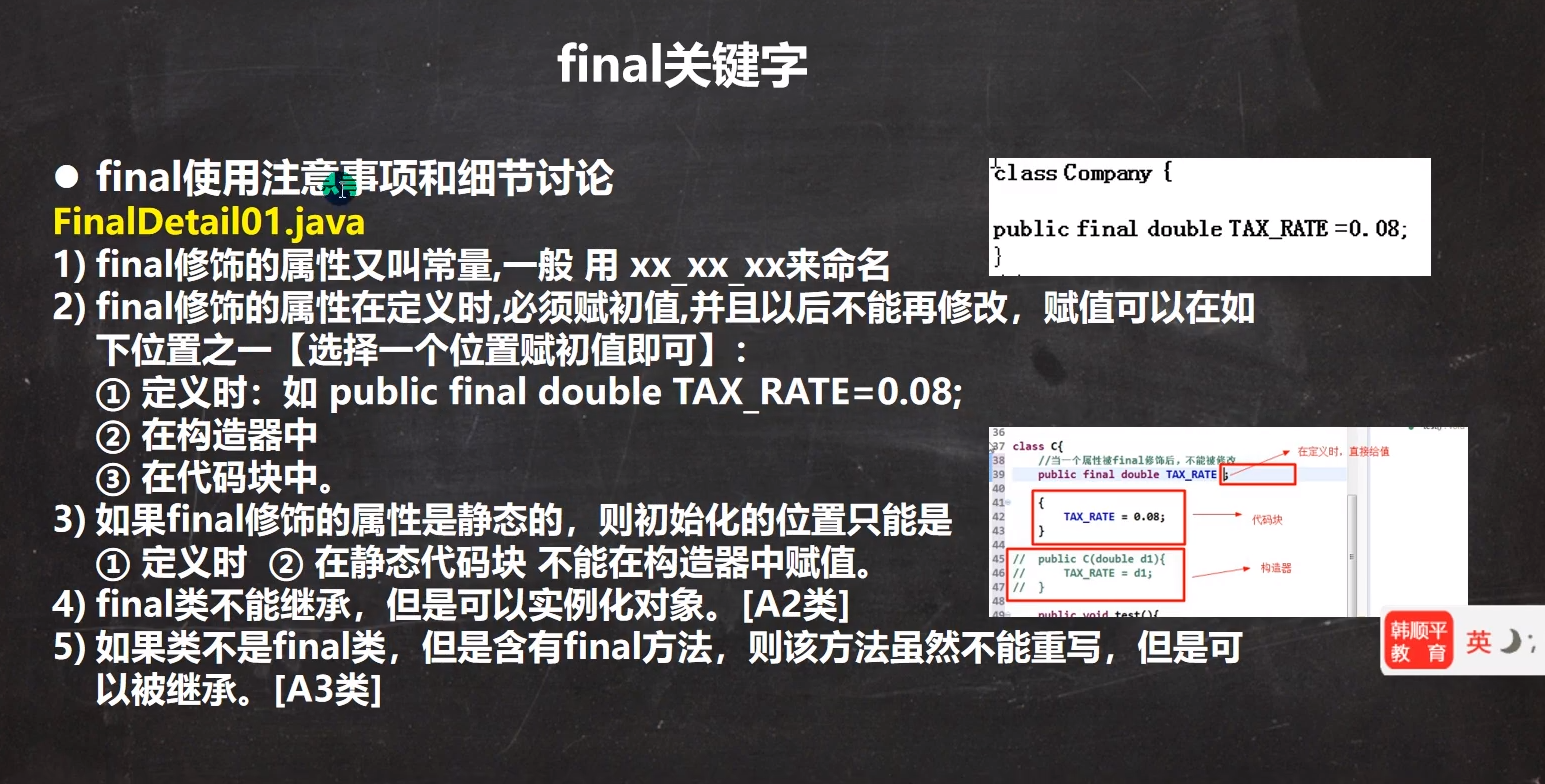 final关键字
● final使用注意事项和细节讨论
FinalDetail01.java
1) final修饰的属性又叫常量,一般 用 xx_xx_xx来命名
2) final修饰的属性在定义时,必须赋初值,并且以后不能再修改，赋值可以在如
下位置之一【选择一个位置赋初值即可】:
① 定义时：如 public final double TAX_RATE=0.08;
② 在构造器中
③ 在代码块中。
3) 如果final修饰的属性是静态的，则初始化的位置只能是
① 定义时 ② 在静态代码块 不能在构造器中赋值。
4) final类不能继承，但是可以实例化对象。[A2类]
5) 如果类不是final类，但是含有final方法，则该方法虽然不能重写，但是可
以被继承。[A3类]
class Company {
public final double TAX_RATE =0.08;
}
36
37 class C{
38 //当一个属性被final修饰后，不能被修改
39 public final double TAX_RATE ;
40
41 {
42 TAX_RATE = 0.08;
43 }
44
45 // public C(double d1){
46 // TAX_RATE = d1;
47 // }
48
49 public void test(){
在定义时，直接给值
代码块
构造器
E
韩顺平
教 育
英 ;